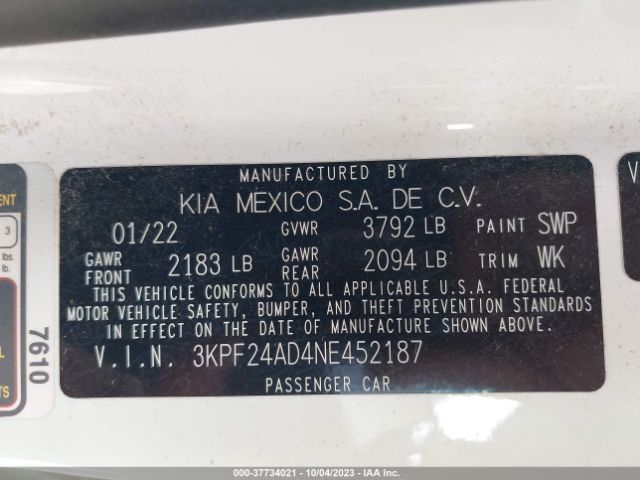 MANUFACTURED BY
KIA MEXICO S.A. DE C.V.
01/22 GVWR 3792 LB PAINT SWP
GAWR FRONT 2183 LB GAWR REAR 2094 LB TRIM WK
THIS VEHICLE CONFORMS TO ALL APPLICABLE U.S.A. FEDERAL
MOTOR VEHICLE SAFETY, BUMPER, AND THEFT PREVENTION STANDARDS
IN EFFECT ON THE DATE OF MANUFACTURE SHOWN ABOVE.
V.I.N. 3KPF24AD4NE452187
PASSENGER CAR
3
lbs.
lb.
7610
000-37734021 - 10/04/2023 - IAA Inc.